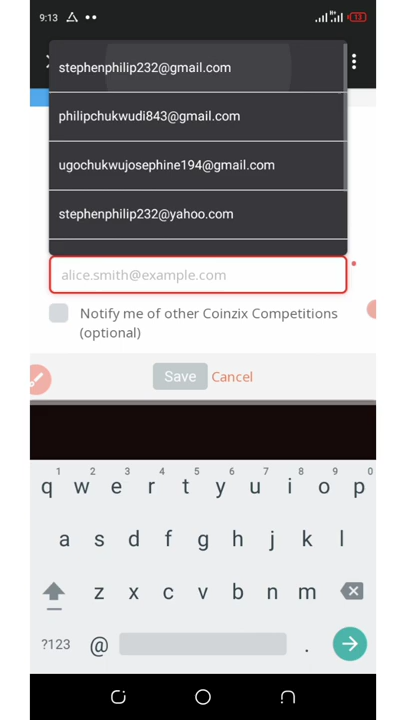 9:13
13
stephenphilip232@gmail.com
philipchukwudi843@gmail.com
ugochukwujosephine194@gmail.com
stephenphilip232@yahoo.com
alice.smith@example.com
Notify me of other Coinzix Competitions
(optional)
Save Cancel
1 2 3 4 5 6 7 8 9 0
q w e r t y u i o p
a s d f g h j k l
z x c v b n m
?123 @ .